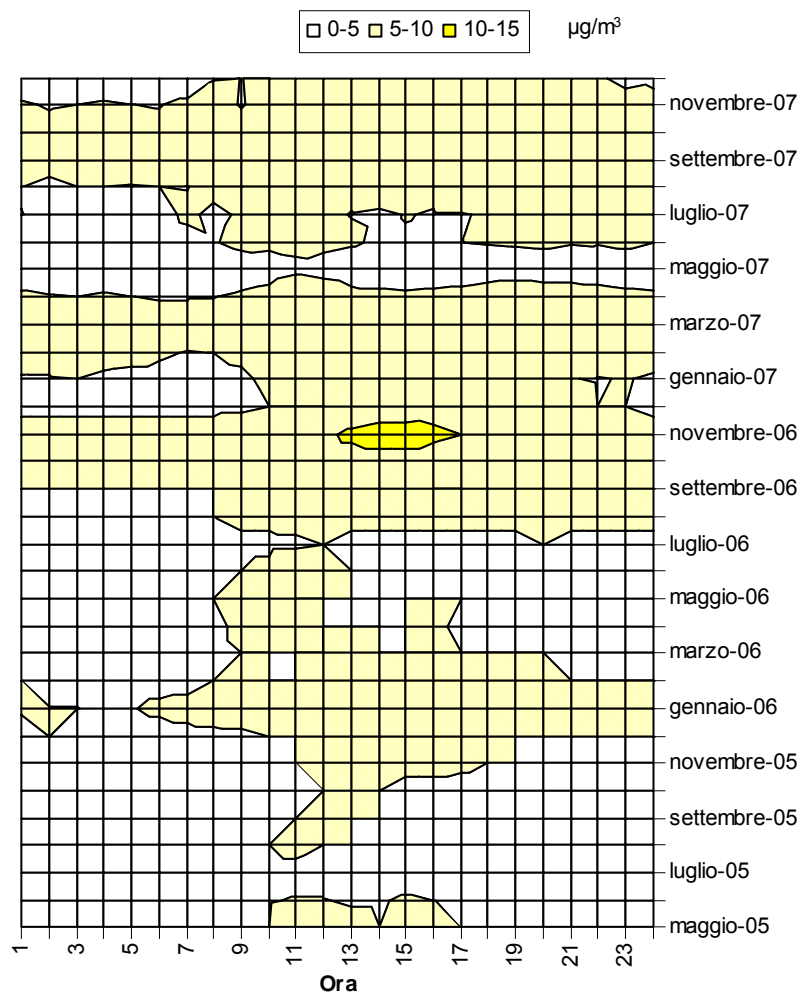 0-5 5-10 10-15 µg/m³
novembre-07
settembre-07
luglio-07
maggio-07
marzo-07
gennaio-07
novembre-06
settembre-06
luglio-06
maggio-06
marzo-06
gennaio-06
novembre-05
settembre-05
luglio-05
maggio-05
1 3 5 7 9 11 13 15 17 19 21 23
Ora